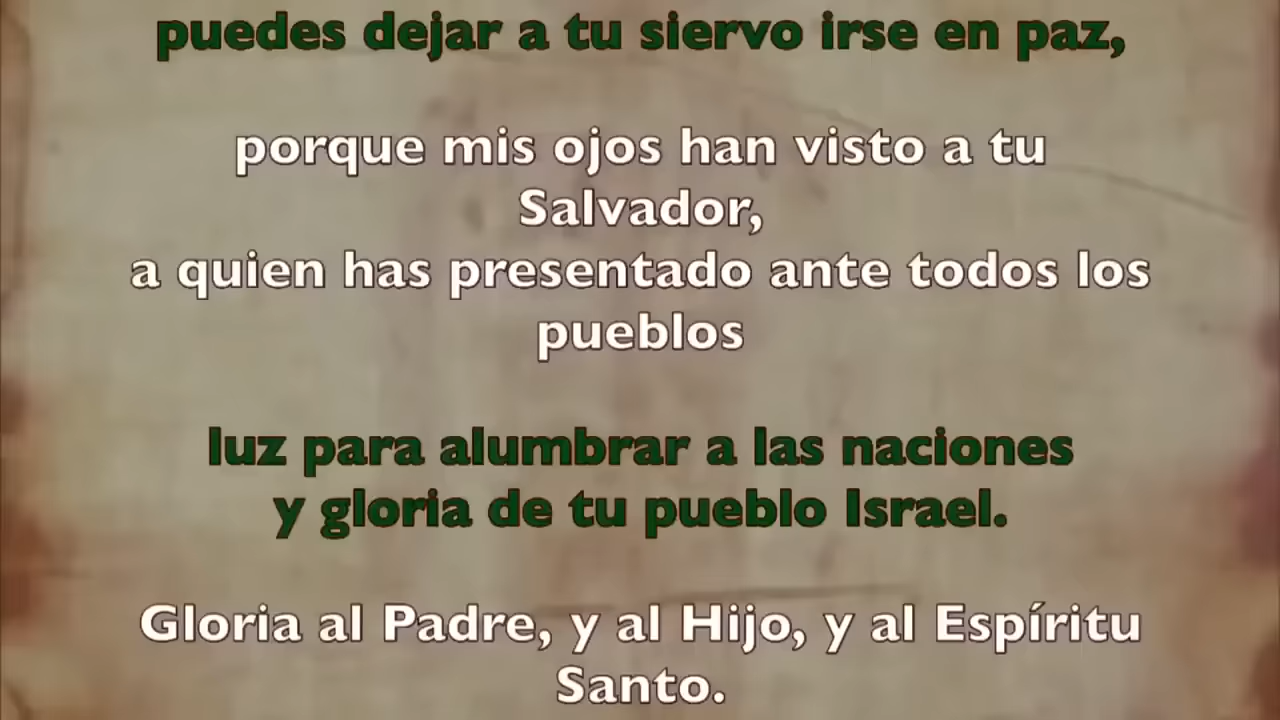 puedes dejar a tu siervo irse en paz,
porque mis ojos han visto a tu
Salvador,
a quien has presentado ante todos los
pueblos
luz para alumbrar a las naciones
y gloria de tu pueblo Israel.
Gloria al Padre, y al Hijo, y al Espíritu
Santo.